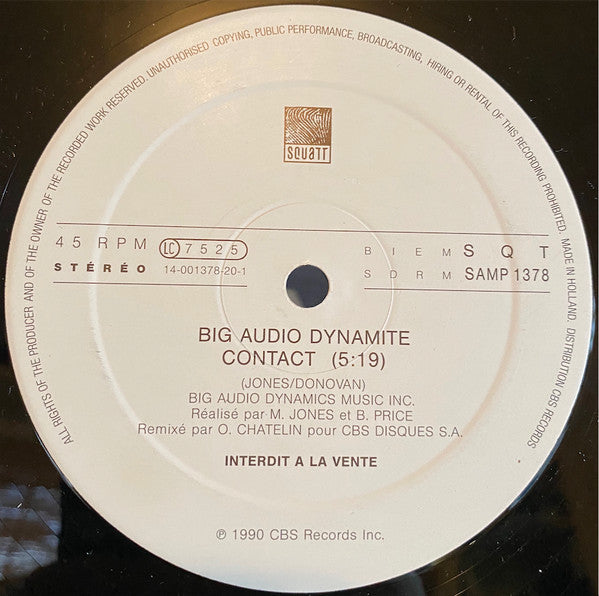 ALL RIGHTS OF THE PRODUCER AND OF THE OWNER OF THE RECORDED WORK RESERVED. UNAUTHORISED COPYING, PUBLIC PERFORMANCE, BROADCASTING, HIRING OR RENTAL OF THIS RECORDING PROHIBITED. MADE IN HOLLAND. DISTRIBUTION CBS RECORDS
SQUATT
45 RPM LC 7525 BIEM SQT
STÉRÉO 14-001378-20-1 SDRM SAMP 1378
BIG AUDIO DYNAMITE
CONTACT (5:19)
(JONES/DONOVAN)
BIG AUDIO DYNAMICS MUSIC INC.
Réalisé par M. JONES et B. PRICE
Remixé par O. CHATELIN pour CBS DISQUES S.A.
INTERDIT A LA VENTE
℗ 1990 CBS Records Inc.